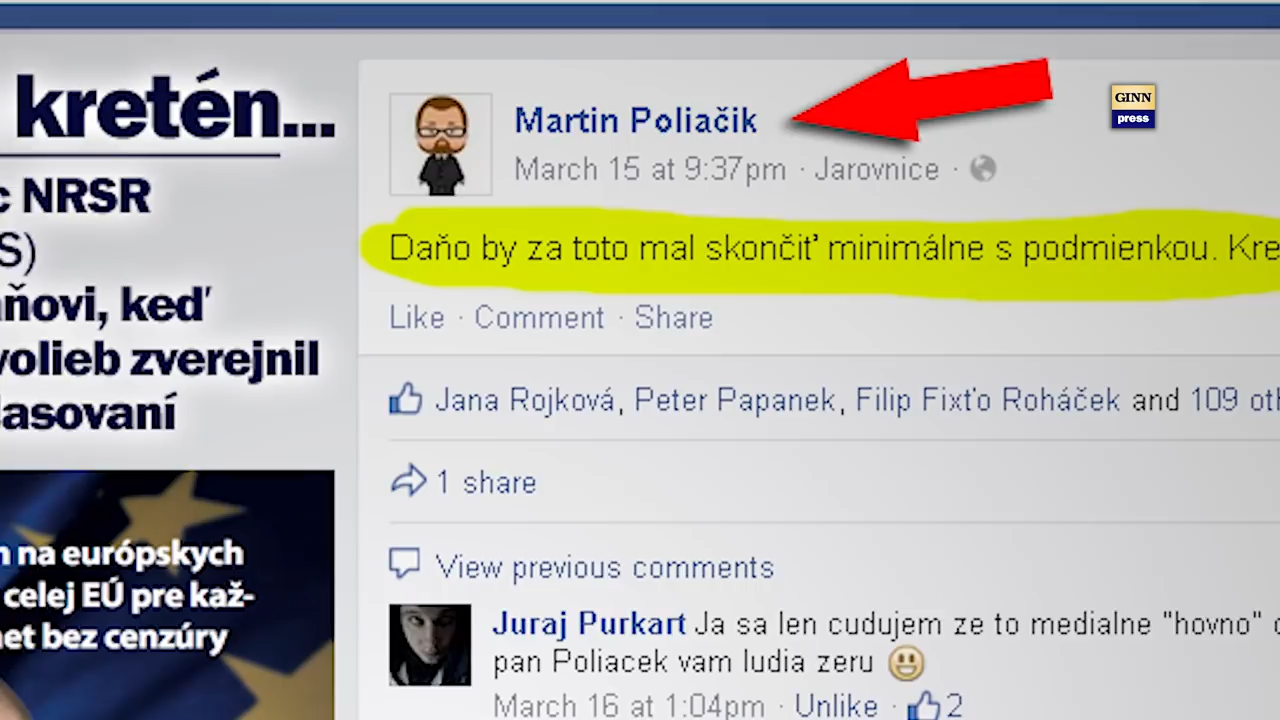 kretén...
c NRSR
S)
ňovi, keď
volieb zverejnil
lasovaní
na európskych
celej EÚ pre kaž-
net bez cenzúry
GINN
press
Martin Poliačik
March 15 at 9:37pm · Jarovnice ·
Daňo by za toto mal skončiť minimálne s podmienkou. Kre
Like · Comment · Share
Jana Rojková, Peter Papanek, Filip Fixťo Roháček and 109 oth
1 share
View previous comments
Juraj Purkart Ja sa len cudujem ze to medialne "hovno"
pan Poliacek vam ludia zeru
March 16 at 1:04pm · Unlike · 2